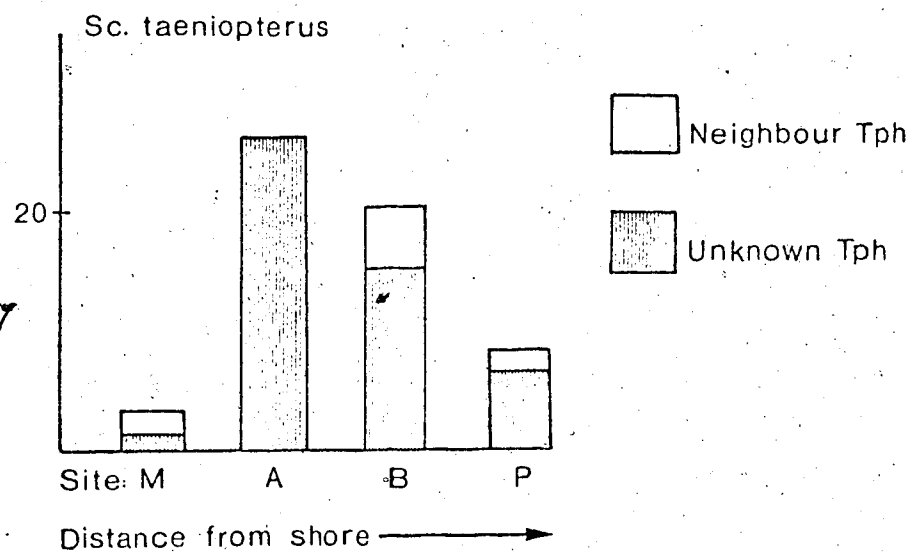 Sc. taeniopterus
Neighbour Tph
20
Unknown Tph
Site: M A B P
Distance from shore